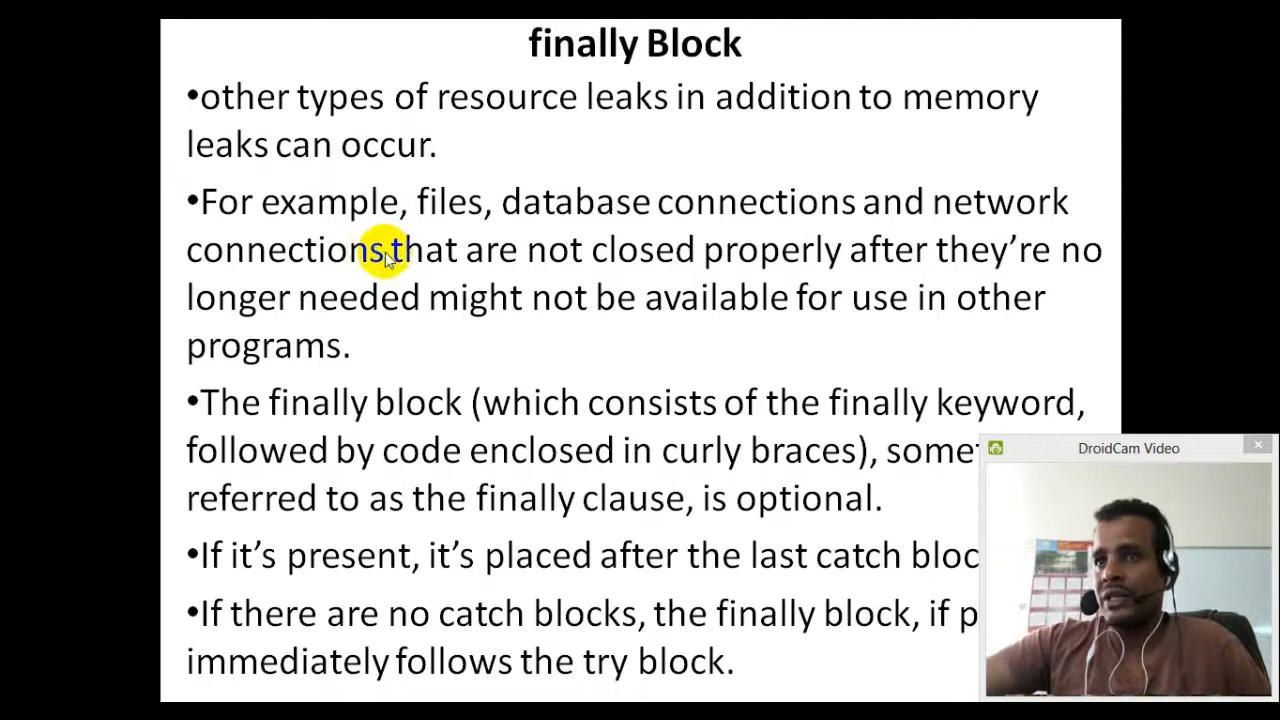 finally Block
•other types of resource leaks in addition to memory
leaks can occur.
•For example, files, database connections and network
connections that are not closed properly after they’re no
longer needed might not be available for use in other
programs.
•The finally block (which consists of the finally keyword,
followed by code enclosed in curly braces),
referred to as the finally clause, is optional.
•If it’s present, it’s placed after the last catch
•If there are no catch blocks, the finally block, if
immediately follows the try block.
DroidCam Video